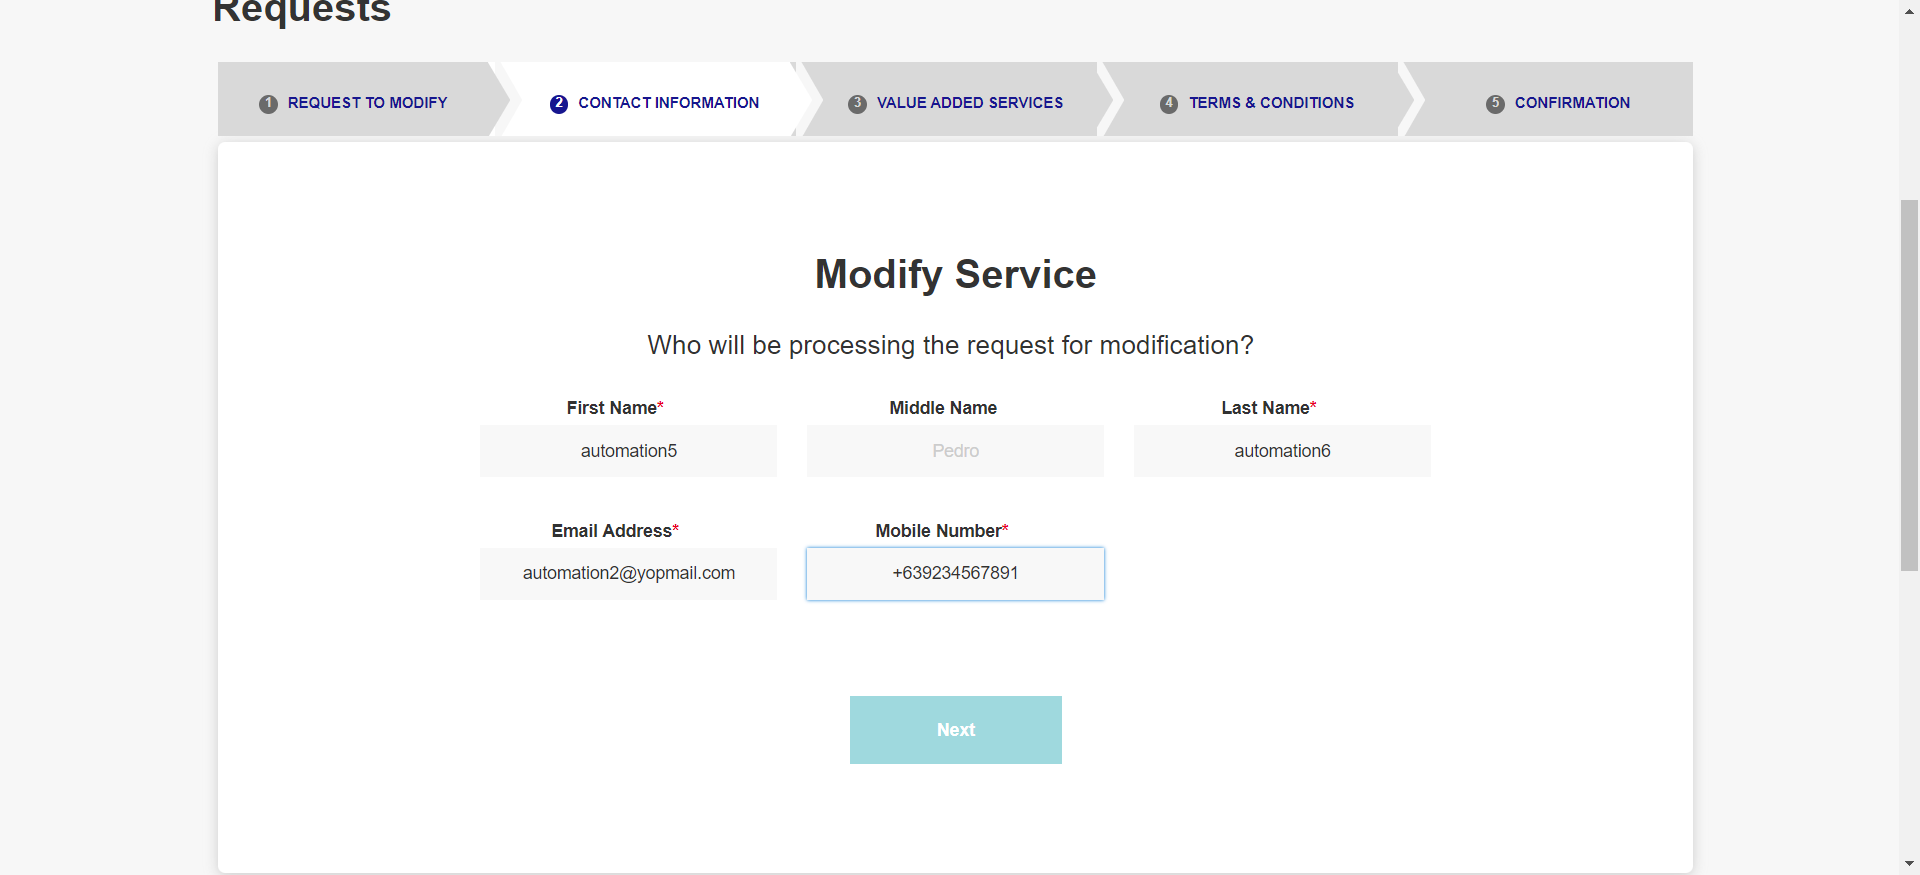 Requests
1 REQUEST TO MODIFY 2 CONTACT INFORMATION 3 VALUE ADDED SERVICES 4 TERMS & CONDITIONS 5 CONFIRMATION
Modify Service
Who will be processing the request for modification?
First Name* Middle Name Last Name*
automation5 Pedro automation6
Email Address* Mobile Number*
automation2@yopmail.com +639234567891
Next